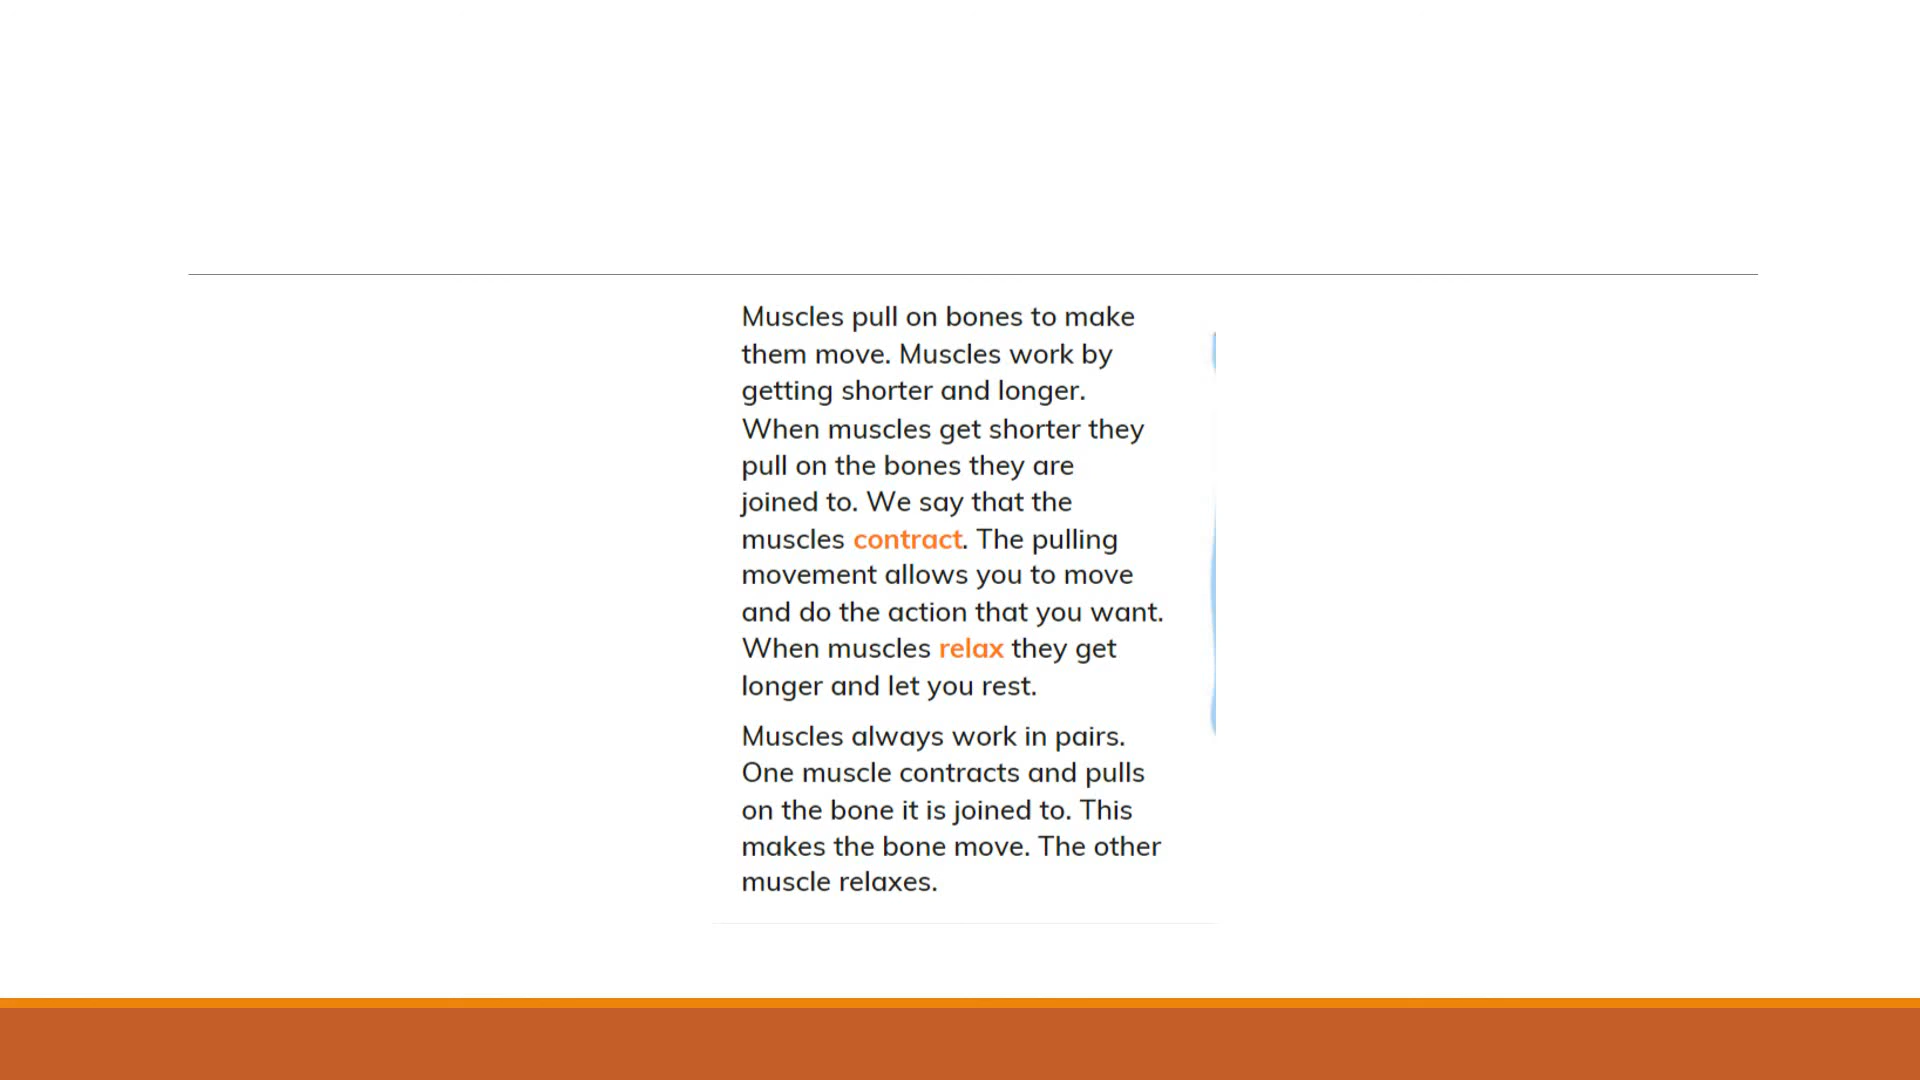 Muscles pull on bones to make
them move. Muscles work by
getting shorter and longer.
When muscles get shorter they
pull on the bones they are
joined to. We say that the
muscles contract. The pulling
movement allows you to move
and do the action that you want.
When muscles relax they get
longer and let you rest.
Muscles always work in pairs.
One muscle contracts and pulls
on the bone it is joined to. This
makes the bone move. The other
muscle relaxes.